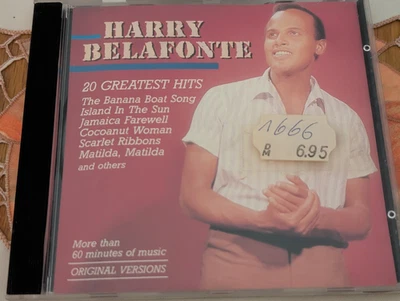 HARRY
BELAFONTE
20 GREATEST HITS
The Banana Boat Song
Island In The Sun
Jamaica Farewell
Cocoanut Woman
Scarlet Ribbons
Matilda, Matilda
and others
1666
8
M 6.95
More than
60 minutes of music
ORIGINAL VERSIONS